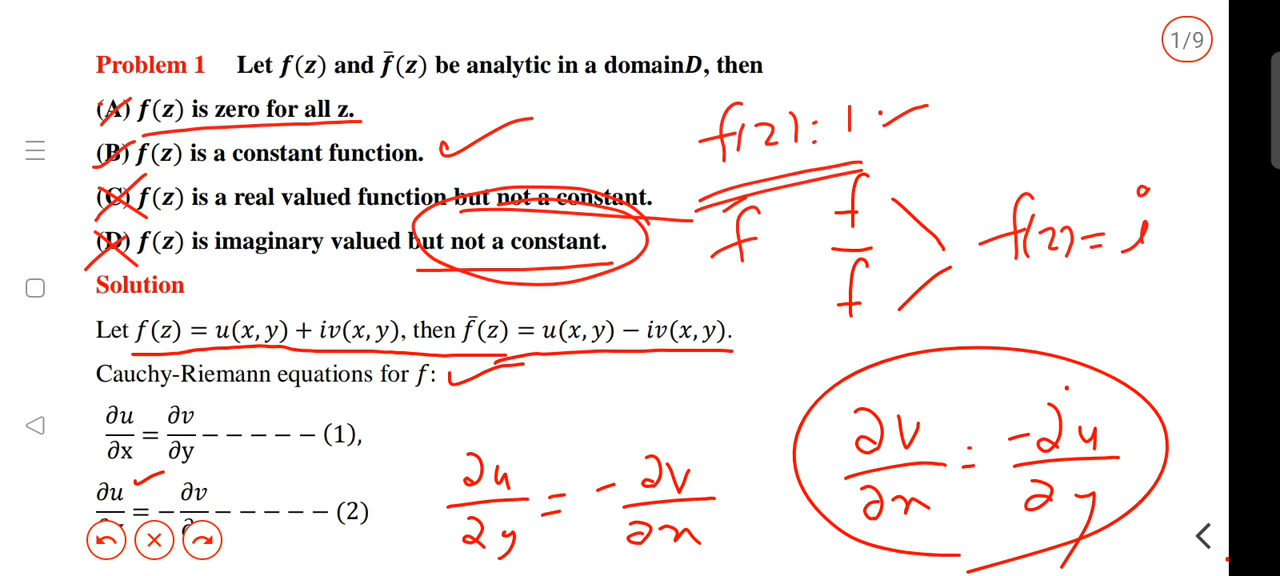 1/9
Problem 1 Let f(z) and f̄(z) be analytic in a domainD, then
(A) f(z) is zero for all z.
(B) f(z) is a constant function.
(C) f(z) is a real valued function but not a constant.
(D) f(z) is imaginary valued but not a constant.
f(z): 1
f
f
f
f(z) = i
Solution
Let f(z) = u(x, y) + iv(x, y), then f̄(z) = u(x, y) − iv(x, y).
Cauchy-Riemann equations for f:
∂u/∂x = ∂v/∂y − − − − − − (1),
∂u = − ∂v − − − − − − (2)
∂u/∂y = − ∂v/∂x
∂v/∂x = −∂u/∂y